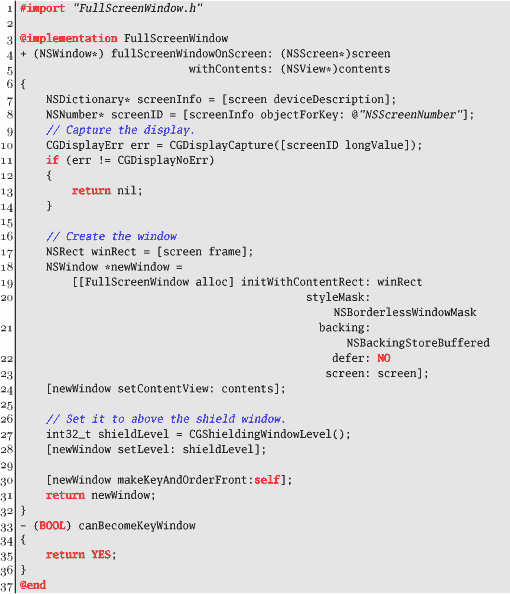 1 #import "FullScreenWindow.h"
2
3 @implementation FullScreenWindow
4 + (NSWindow*) fullScreenWindowOnScreen: (NSScreen*)screen
5                          withContents: (NSView*)contents
6 {
7     NSDictionary* screenInfo = [screen deviceDescription];
8     NSNumber* screenID = [screenInfo objectForKey: @"NSScreenNumber"];
9     // Capture the display.
10     CGDisplayErr err = CGDisplayCapture([screenID longValue]);
11     if (err != CGDisplayNoErr)
12     {
13         return nil;
14     }
15
16     // Create the window
17     NSRect winRect = [screen frame];
18     NSWindow *newWindow =
19         [[FullScreenWindow alloc] initWithContentRect: winRect
20                                            styleMask:
                                               NSBorderlessWindowMask
21                                              backing:
                                                 NSBackingStoreBuffered
22                                                defer: NO
23                                               screen: screen];
24     [newWindow setContentView: contents];
25
26     // Set it to above the shield window.
27     int32_t shieldLevel = CGShieldingWindowLevel();
28     [newWindow setLevel: shieldLevel];
29
30     [newWindow makeKeyAndOrderFront:self];
31     return newWindow;
32 }
33 - (BOOL) canBecomeKeyWindow
34 {
35     return YES;
36 }
37 @end